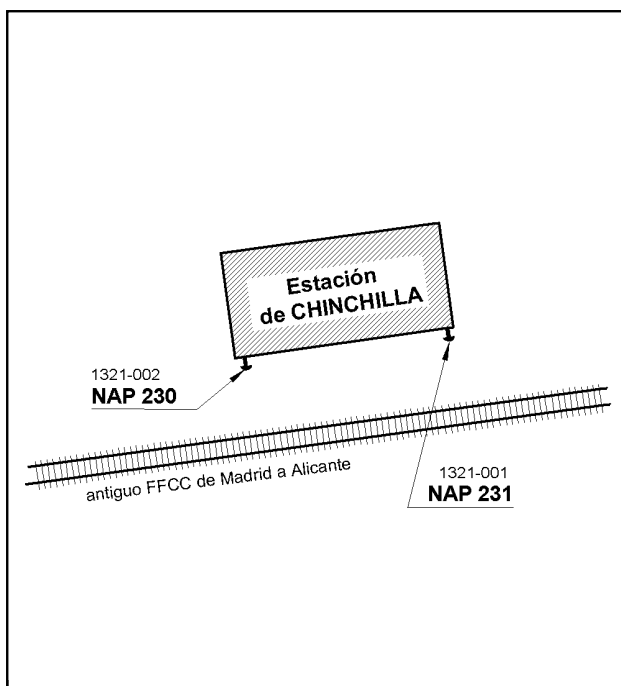 Estación
de CHINCHILLA
1321-002
NAP 230
antiguo FFCC de Madrid a Alicante
1321-001
NAP 231